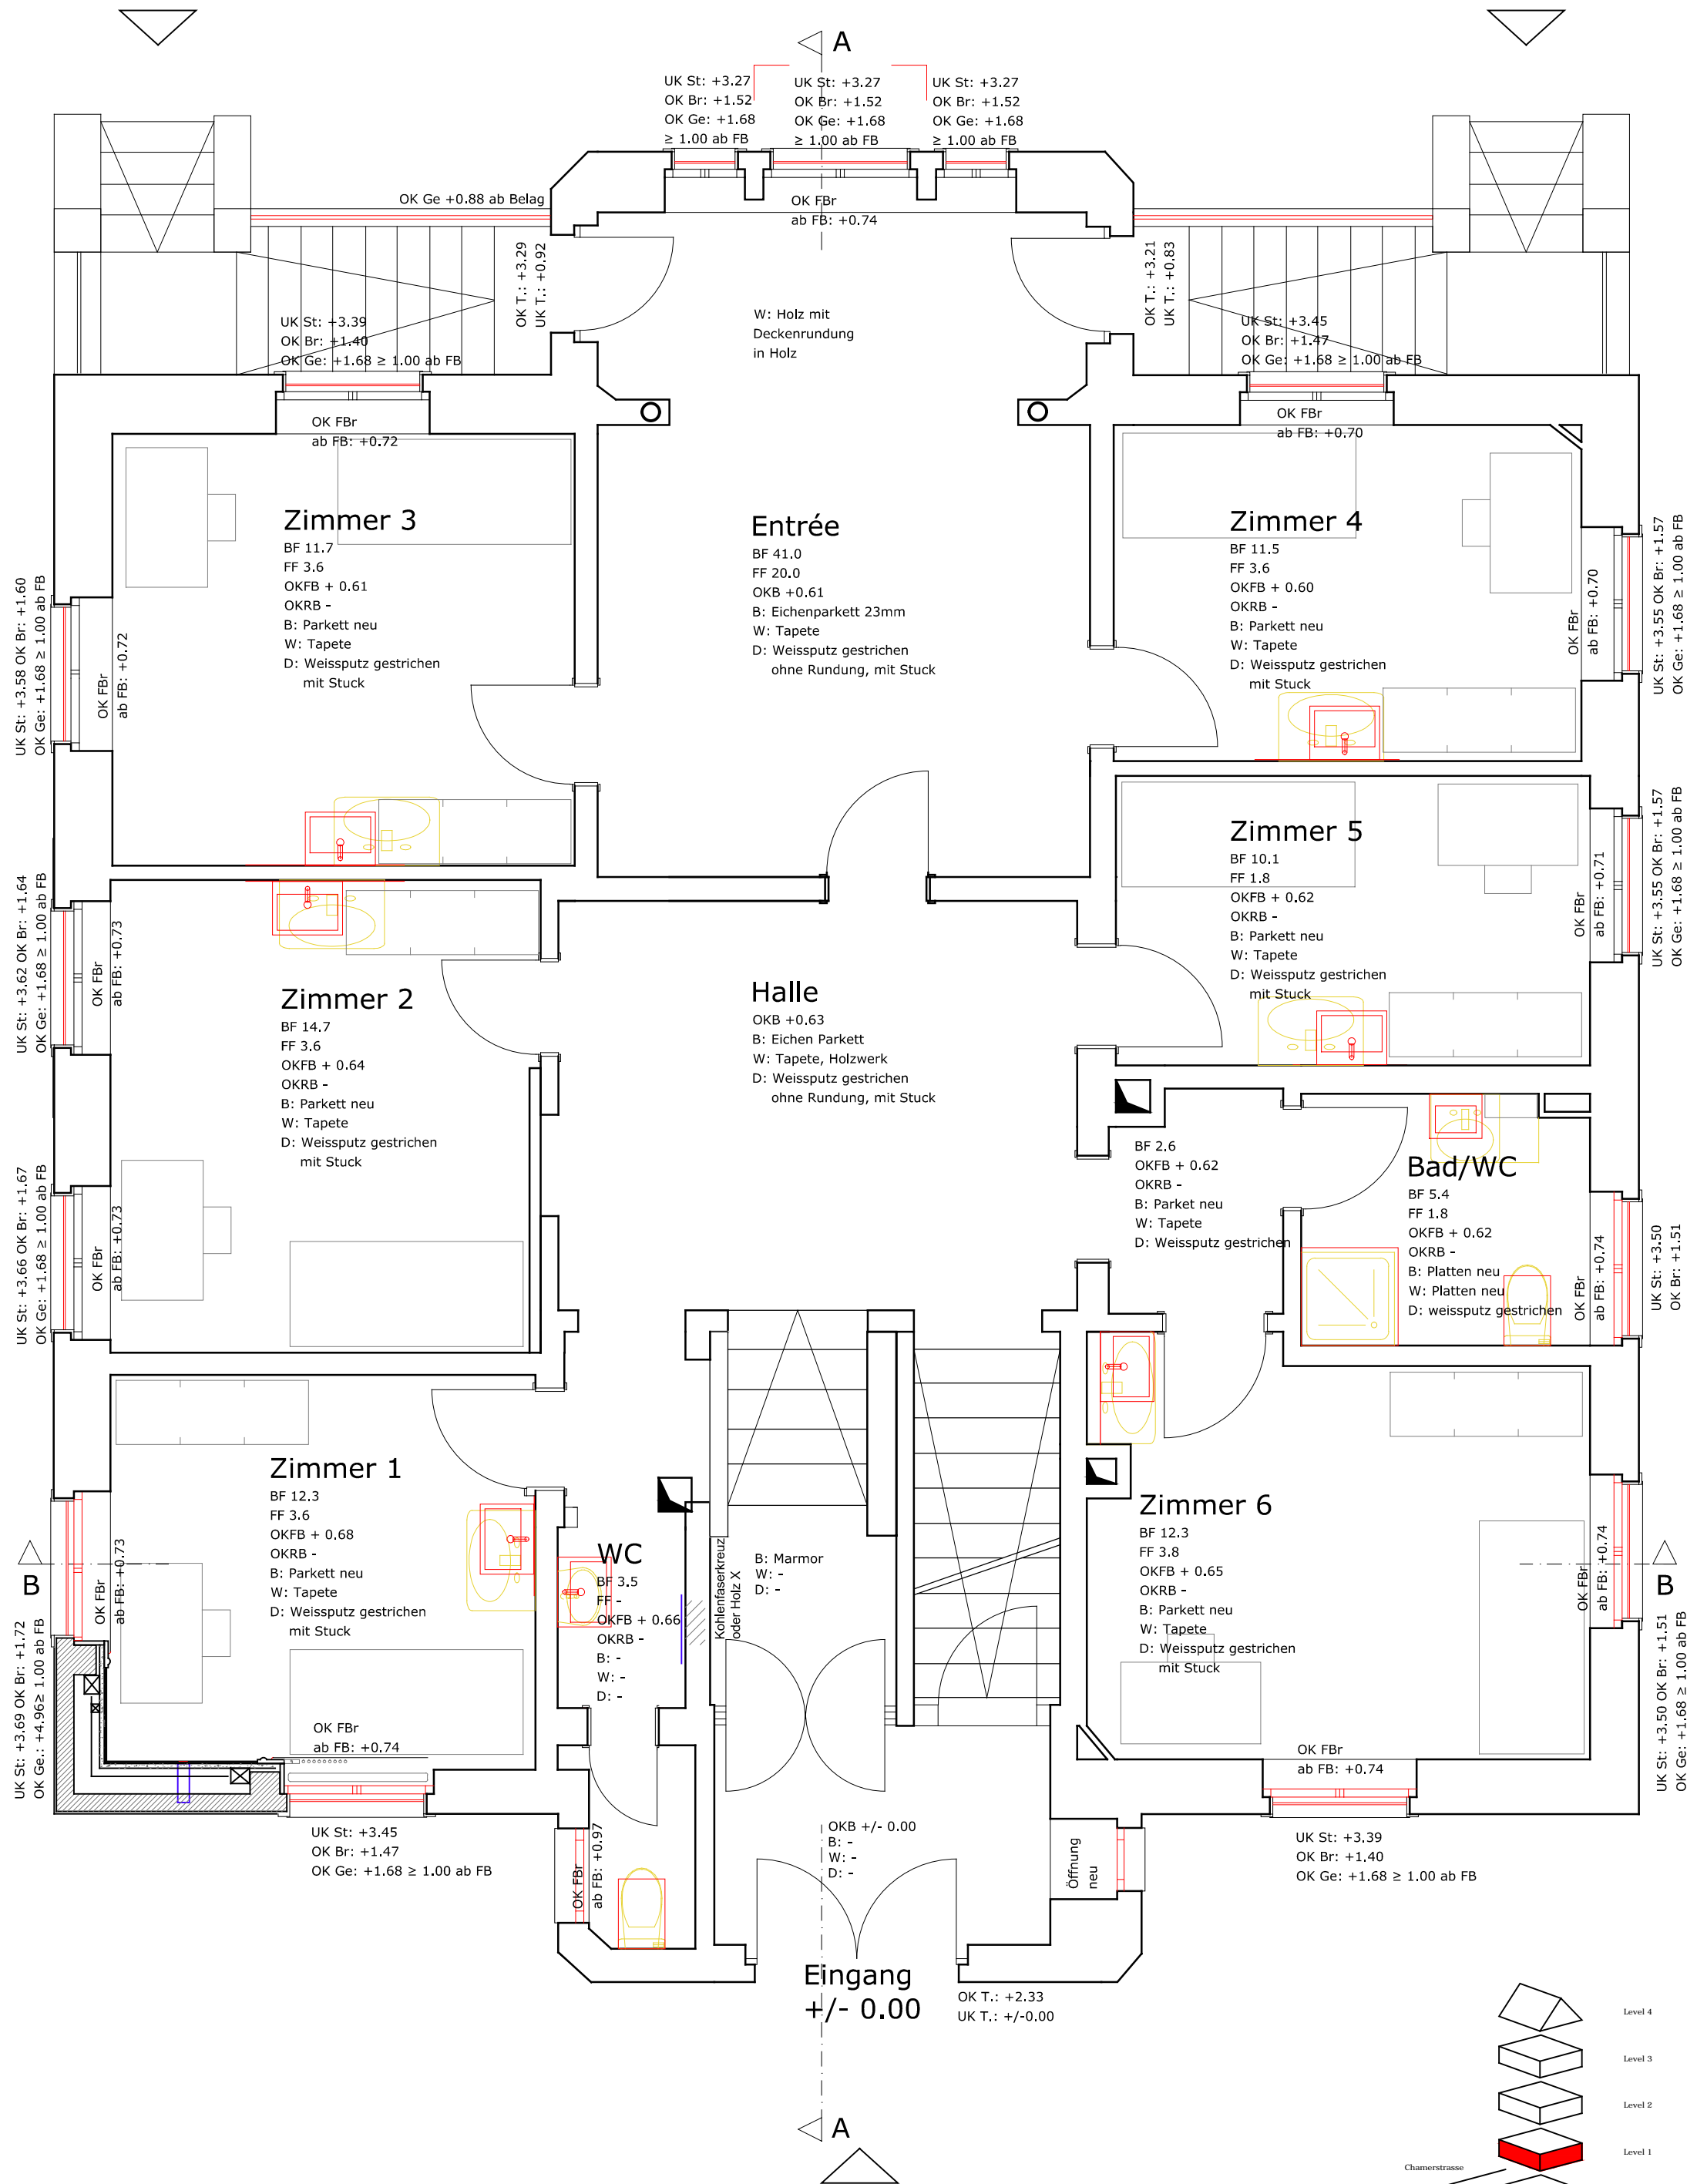 A
UK St: +3.27
OK Br: +1.52
OK Ge: +1.68
≥ 1.00 ab FB
UK St: +3.27
OK Br: +1.52
OK Ge: +1.68
≥ 1.00 ab FB
UK St: +3.27
OK Br: +1.52
OK Ge: +1.68
≥ 1.00 ab FB
OK Ge +0.88 ab Belag
OK FBr
ab FB: +0.74
OK T.: +3.29
UK T.: +0.92
OK T.: +3.21
UK T.: +0.83
W: Holz mit
Deckenrundung
in Holz
UK St: +3.39
OK Br: +1.40
OK Ge: +1.68 ≥ 1.00 ab FB
UK St: +3.45
OK Br: +1.47
OK Ge: +1.68 ≥ 1.00 ab FB
OK FBr
ab FB: +0.72
OK FBr
ab FB: +0.70
Zimmer 3
BF 11.7
FF 3.6
OKFB + 0.61
OKRB -
B: Parkett neu
W: Tapete
D: Weissputz gestrichen
mit Stuck
Entrée
BF 41.0
FF 20.0
OKB +0.61
B: Eichenparkett 23mm
W: Tapete
D: Weissputz gestrichen
ohne Rundung, mit Stuck
Zimmer 4
BF 11.5
FF 3.6
OKFB + 0.60
OKRB -
B: Parkett neu
W: Tapete
D: Weissputz gestrichen
mit Stuck
UK St: +3.58 OK Br: +1.60
OK Ge: +1.68 ≥ 1.00 ab FB
OK FBr
ab FB: +0.72
OK FBr
ab FB: +0.70
UK St: +3.55 OK Br: +1.57
OK Ge: +1.68 ≥ 1.00 ab FB
Zimmer 5
BF 10.1
FF 1.8
OKFB + 0.62
OKRB -
B: Parkett neu
W: Tapete
D: Weissputz gestrichen
mit Stuck
OK FBr
ab FB: +0.71
UK St: +3.55 OK Br: +1.57
OK Ge: +1.68 ≥ 1.00 ab FB
UK St: +3.62 OK Br: +1.64
OK Ge: +1.68 ≥ 1.00 ab FB
OK FBr
ab FB: +0.73
Zimmer 2
BF 14.7
FF 3.6
OKFB + 0.64
OKRB -
B: Parkett neu
W: Tapete
D: Weissputz gestrichen
mit Stuck
Halle
OKB +0.63
B: Eichen Parkett
W: Tapete, Holzwerk
D: Weissputz gestrichen
ohne Rundung, mit Stuck
BF 2.6
OKFB + 0.62
OKRB -
B: Parket neu
W: Tapete
D: Weissputz gestrichen
Bad/WC
BF 5.4
FF 1.8
OKFB + 0.62
OKRB -
B: Platten neu
W: Platten neu
D: weissputz gestrichen
OK FBr
ab FB: +0.74
UK St: +3.50
OK Br: +1.51
UK St: +3.66 OK Br: +1.67
OK Ge: +1.68 ≥ 1.00 ab FB
OK FBr
ab FB: +0.73
Zimmer 1
BF 12.3
FF 3.6
OKFB + 0.68
OKRB -
B: Parkett neu
W: Tapete
D: Weissputz gestrichen
mit Stuck
WC
BF 3.5
FF -
OKFB + 0.66
OKRB -
B: -
W: -
D: -
Kohlenfaserkreuz
oder Holz X
B: Marmor
W: -
D: -
Zimmer 6
BF 12.3
FF 3.8
OKFB + 0.65
OKRB -
B: Parkett neu
W: Tapete
D: Weissputz gestrichen
mit Stuck
B
OK FBr
ab FB: +0.73
OK FBr
ab FB: +0.74
B
UK St: +3.69 OK Br: +1.72
OK Ge.: +4.96≥ 1.00 ab FB
UK St: +3.50 OK Br: +1.51
OK Ge: +1.68 ≥ 1.00 ab FB
OK FBr
ab FB: +0.74
OK FBr
ab FB: +0.74
UK St: +3.45
OK Br: +1.47
OK Ge: +1.68 ≥ 1.00 ab FB
OK FBr
ab FB: +0.97
OKB +/- 0.00
B: -
W: -
D: -
Öffnung
neu
UK St: +3.39
OK Br: +1.40
OK Ge: +1.68 ≥ 1.00 ab FB
Eingang
+/- 0.00
OK T.: +2.33
UK T.: +/-0.00
A
Level 4
Level 3
Level 2
Level 1
Chamerstrasse